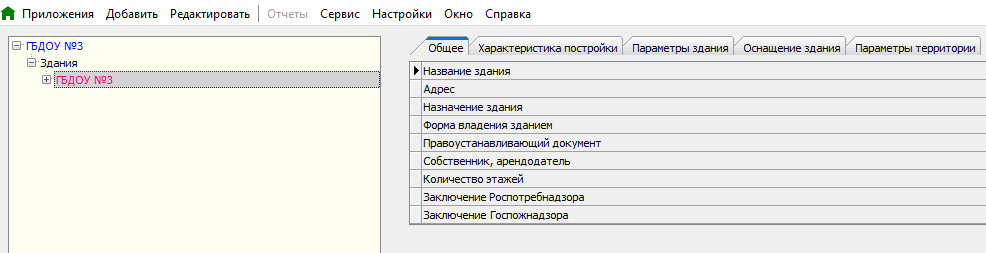 Приложения Добавить Редактировать Отчеты Сервис Настройки Окно Справка
ГБДОУ №3
Здания
ГБДОУ №3
Общее Характеристика постройки Параметры здания Оснащение здания Параметры территории
Название здания
Адрес
Назначение здания
Форма владения зданием
Правоустанавливающий документ
Собственник, арендодатель
Количество этажей
Заключение Роспотребнадзора
Заключение Госпожнадзора